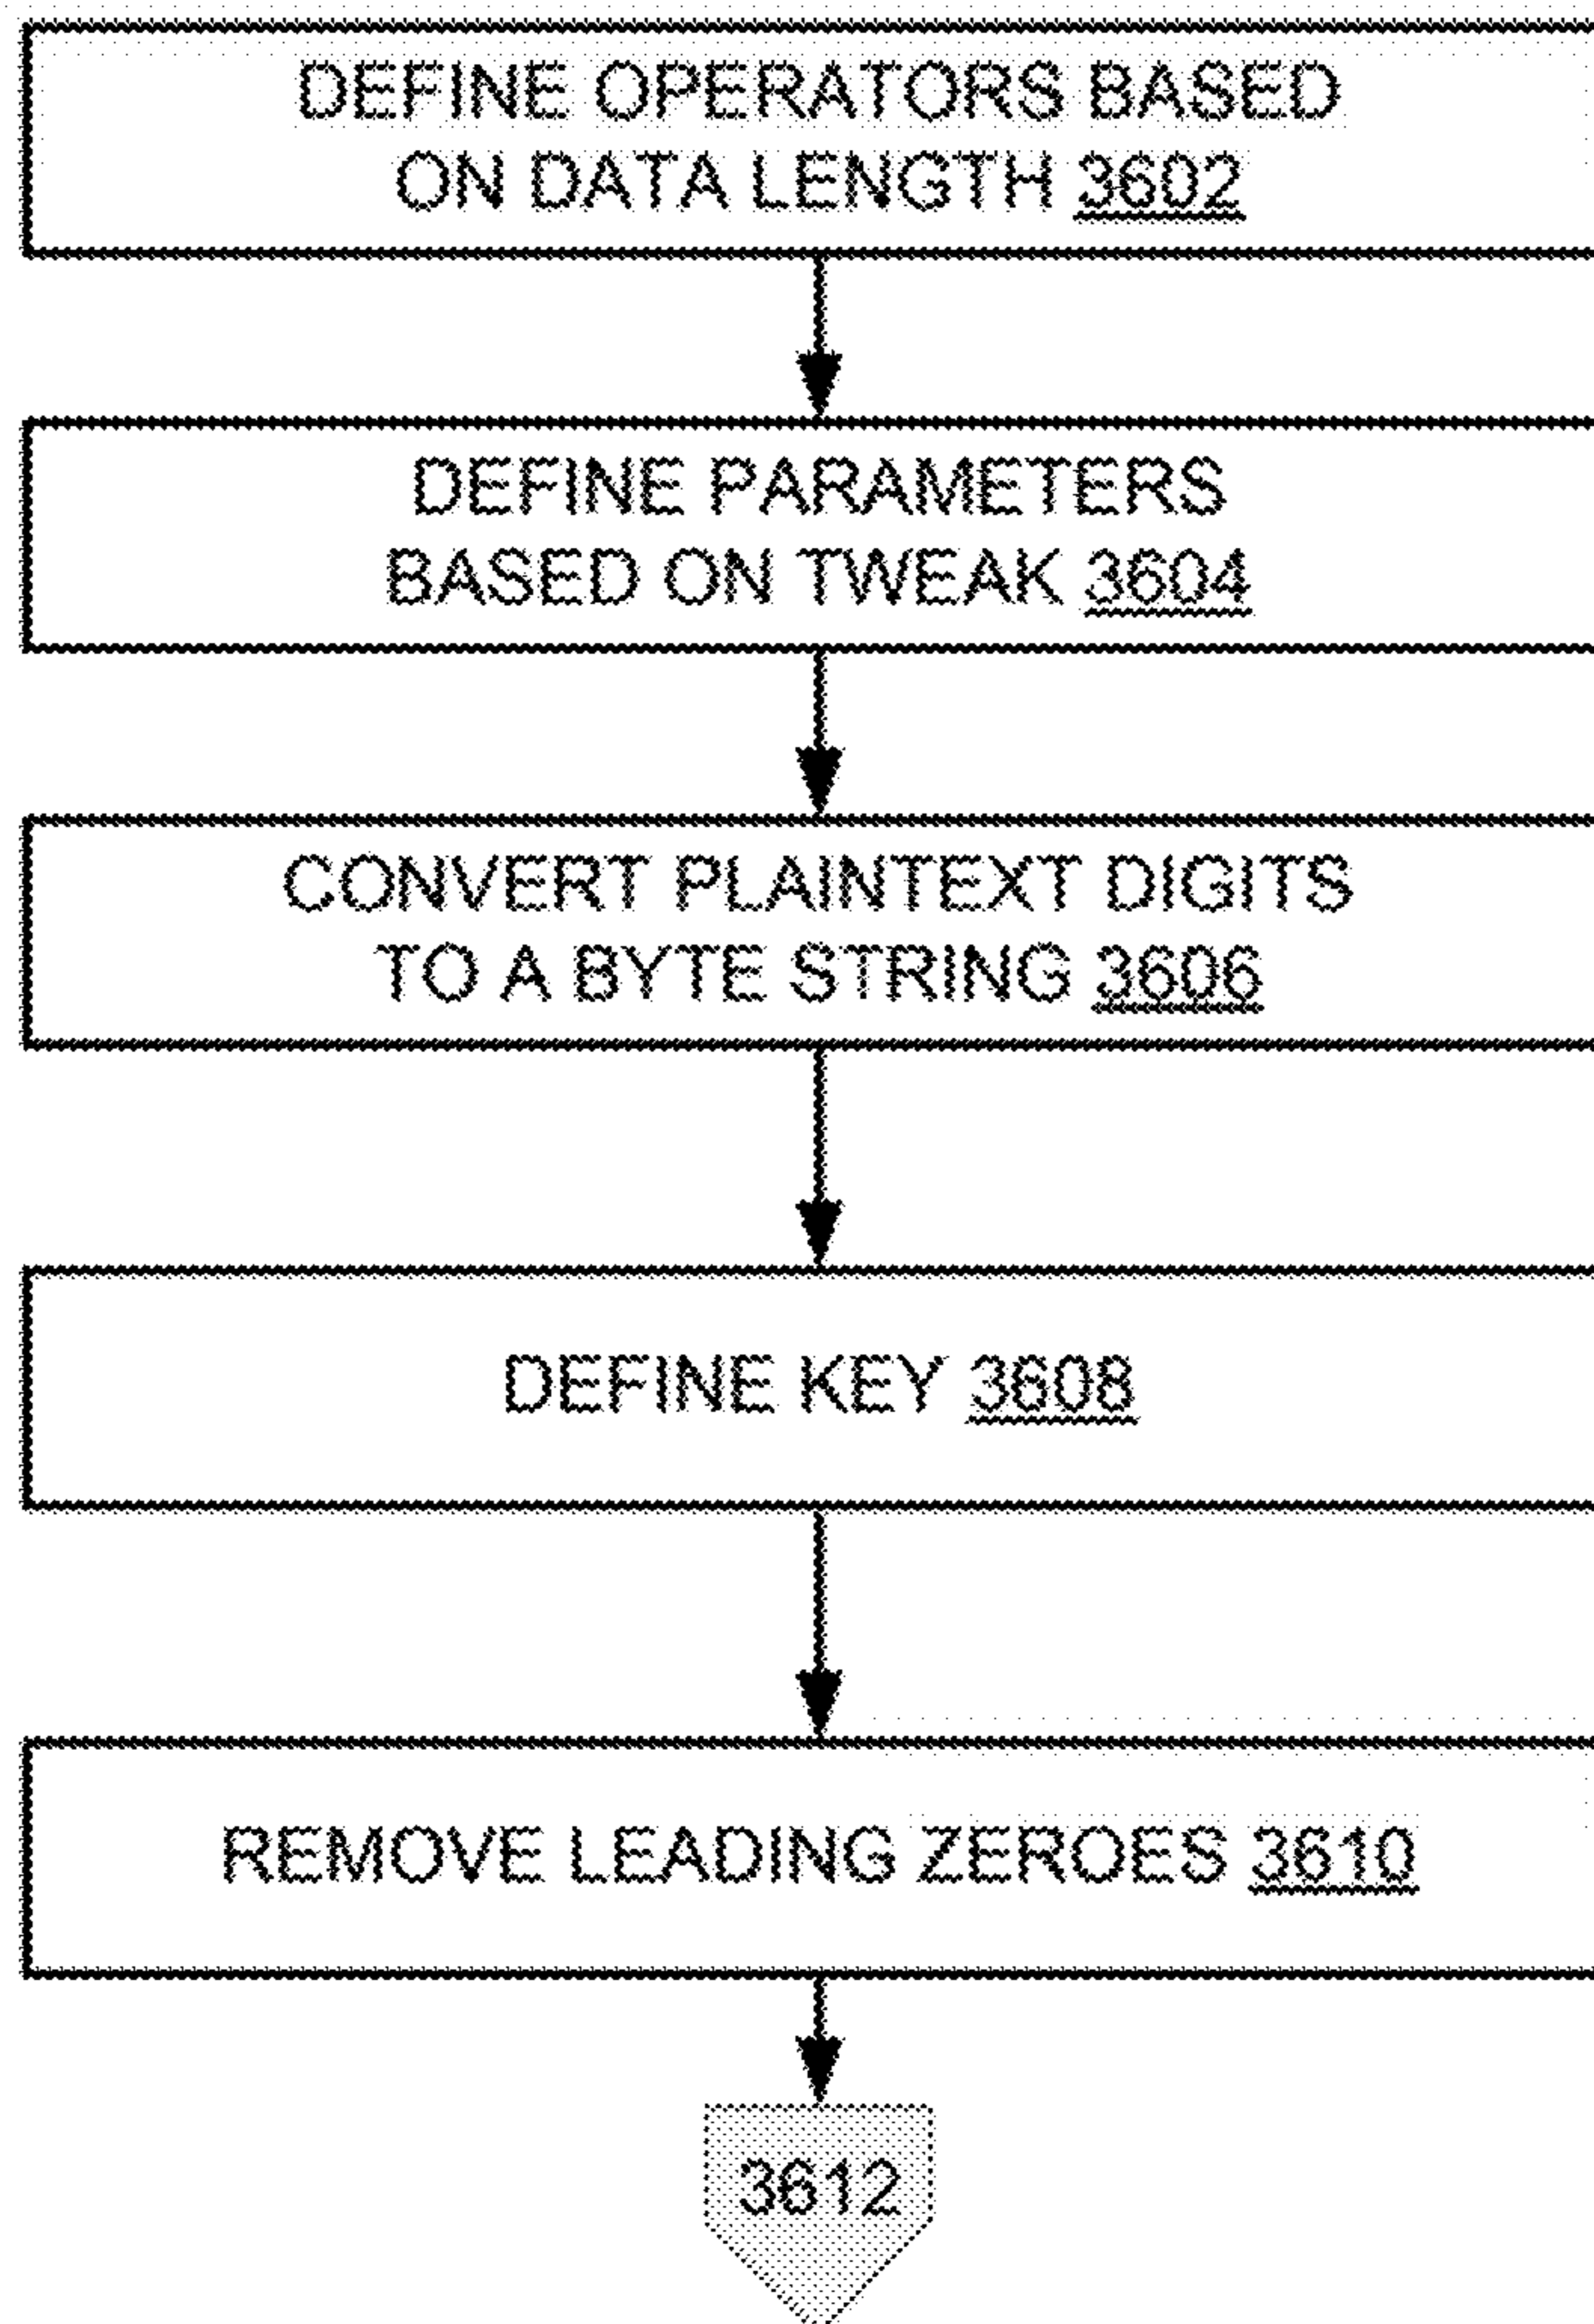 DEFINE OPERATORS BASED
ON DATA LENGTH 3602
DEFINE PARAMETERS
BASED ON TWEAK 3604
CONVERT PLAINTEXT DIGITS
TO A BYTE STRING 3606
DEFINE KEY 3608
REMOVE LEADING ZEROES 3610
3612